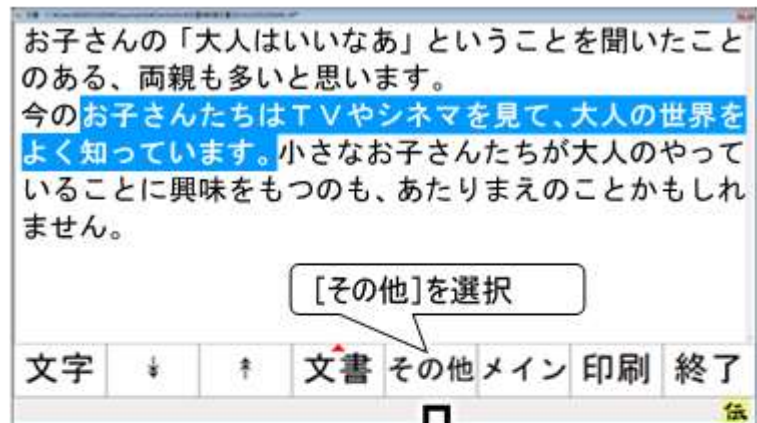 お子さんの「大人はいいなあ」ということを聞いたこと
のある、両親も多いと思います。
今のお子さんたちはTVやシネマを見て、大人の世界を
よく知っています。小さなお子さんたちが大人のやって
いることに興味をもつのも、あたりまえのことかもしれ
ません。
[その他]を選択
文字 ↡ ↟ 文書 その他 メイン 印刷 終了
伝